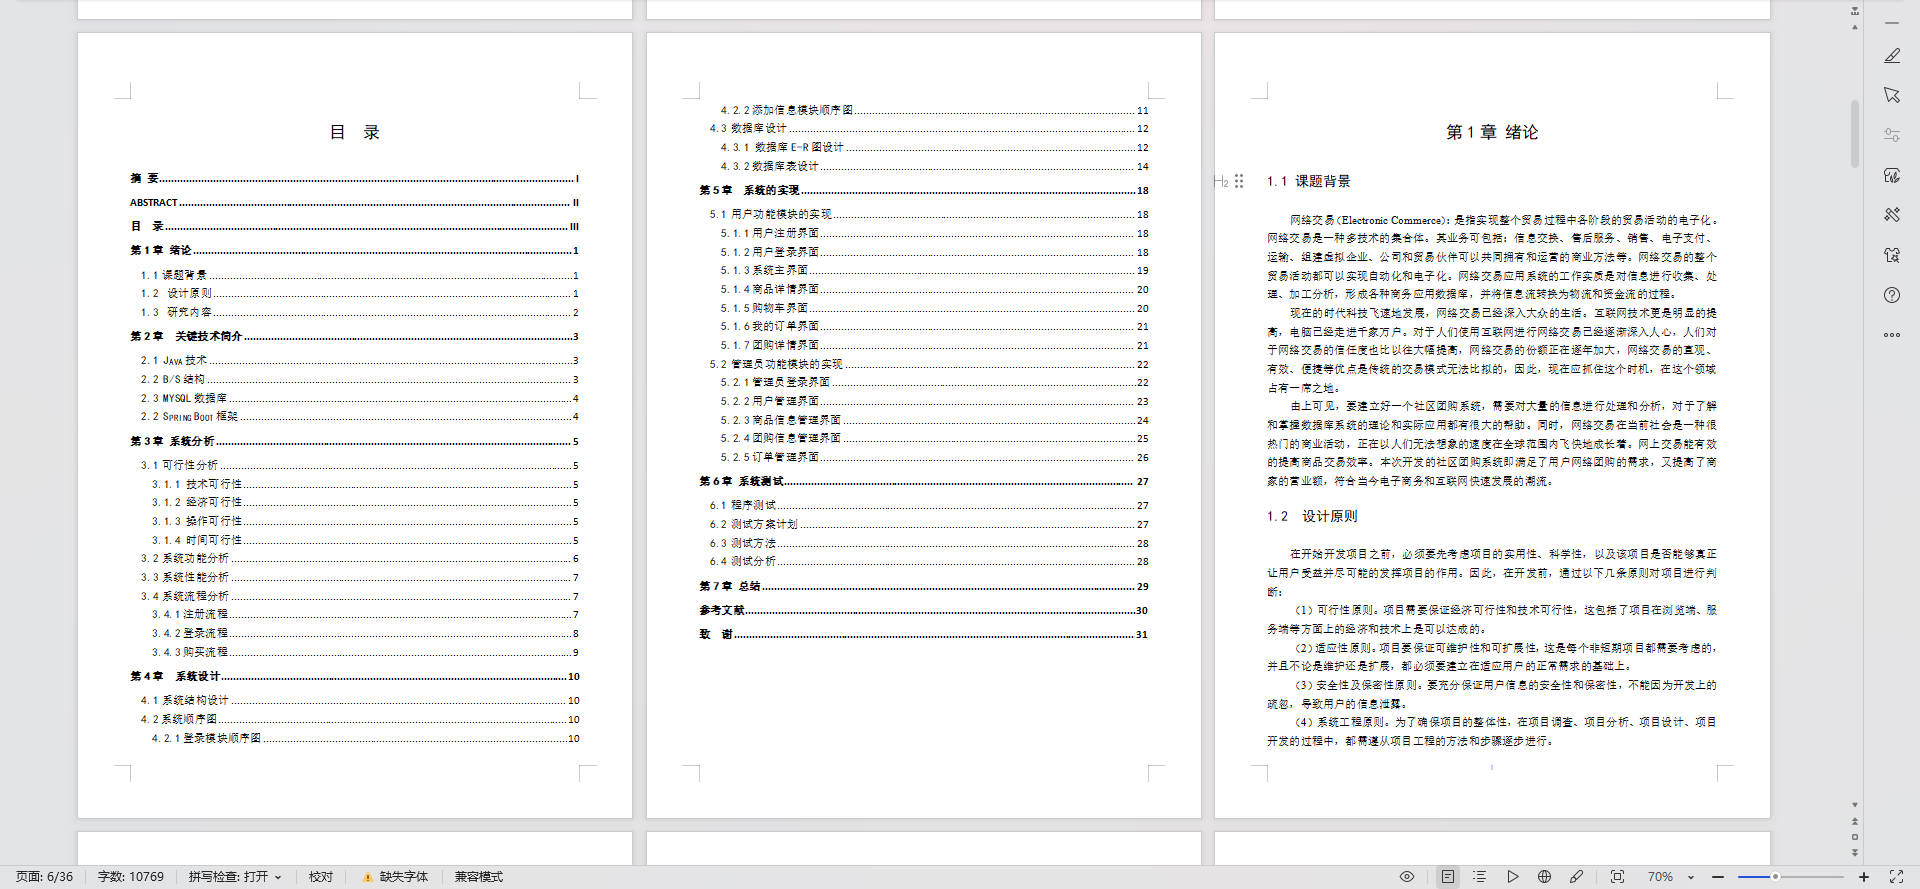 目 录
摘 要 I
ABSTRACT II
目 录 III
第1章 绪论 1
1.1 课题背景 1
1.2 设计原则 1
1.3 研究内容 2
第2章 关键技术简介 3
2.1 JAVA 技术 3
2.2 B/S 结构 3
2.3 MYSQL 数据库 4
2.2 SPRING BOOT 框架 4
第3章 系统分析 5
3.1 可行性分析 5
3.1.1 技术可行性 5
3.1.2 经济可行性 5
3.1.3 操作可行性 5
3.1.4 时间可行性 5
3.2 系统功能分析 6
3.3 系统性能分析 7
3.4 系统流程分析 7
3.4.1 注册流程 7
3.4.2 登录流程 8
3.4.3 购买流程 9
第4章 系统设计 10
4.1 系统结构设计 10
4.2 系统顺序图 10
4.2.1 登录模块顺序图 10
4.2.2 添加信息模块顺序图 11
4.3 数据库设计 12
4.3.1 数据库 E-R 图设计 12
4.3.2 数据库表设计 14
第5章 系统的实现 18
5.1 用户功能模块的实现 18
5.1.1 用户注册界面 18
5.1.2 用户登录界面 18
5.1.3 系统主界面 19
5.1.4 商品详情界面 20
5.1.5 购物车界面 20
5.1.6 我的订单界面 21
5.1.7 团购详情界面 21
5.2 管理员功能模块的实现 22
5.2.1 管理员登录界面 22
5.2.2 用户管理界面 23
5.2.3 商品信息管理界面 24
5.2.4 团购信息管理界面 25
5.2.5 订单管理界面 26
第6章 系统测试 27
6.1 程序测试 27
6.2 测试方案计划 27
6.3 测试方法 28
6.4 测试分析 28
第7章 总结 29
参考文献 30
致 谢 31
第1章 绪论
H2
1.1 课题背景
网络交易(Electronic Commerce):是指实现整个贸易过程中各阶段的贸易活动的电子化。
网络交易是一种多技术的集合体。其业务可包括:信息交换、售后服务、销售、电子支付、
运输、组建虚拟企业、公司和贸易伙伴可以共同拥有和运营的商业方法等。网络交易的整个
贸易活动都可以实现自动化和电子化。网络交易应用系统的工作实质是对信息进行收集、处
理、加工分析,形成各种商务应用数据库,并将信息流转换为物流和资金流的过程。
现在的时代科技飞速地发展,网络交易已经深入大众的生活。互联网技术更是明显的提
高,电脑已经走进千家万户。对于人们使用互联网进行网络交易已经逐渐深入人心,人们对
于网络交易的信任度也比以往大幅提高,网络交易的份额正在逐年加大,网络交易的直观、
有效、便捷等优点是传统的交易模式无法比拟的,因此,现在应抓住这个时机,在这个领域
占有一席之地。
由上可见,要建立好一个社区团购系统,需要对大量的信息进行处理和分析,对于了解
和掌握数据库系统的理论和实际应用都有很大的帮助。同时,网络交易在当前社会是一种很
热门的商业活动,正在以人们无法想象的速度在全球范围内飞快地成长着。网上交易能有效
的提高商品交易效率。本次开发的社区团购系统即满足了用户网络团购的需求,又提高了商
家的营业额,符合当今电子商务和互联网快速发展的潮流。
1.2 设计原则
在开始开发项目之前,必须要先考虑项目的实用性、科学性,以及该项目是否能够真正
让用户受益并尽可能的发挥项目的作用。因此,在开发前,通过以下几条原则对项目进行判
断:
(1)可行性原则。项目需要保证经济可行性和技术可行性,这包括了项目在浏览端、服
务端等方面上的经济和技术上是可以达成的。
(2)适应性原则。项目要保证可维护性和可扩展性,这是每个非短期项目都需要考虑的,
并且不论是维护还是扩展,都必须要建立在适应用户的正常需求的基础上。
(3)安全性及保密性原则。要充分保证用户信息的安全性和保密性,不能因为开发上的
疏忽,导致用户的信息泄露。
(4)系统工程原则。为了确保项目的整体性,在项目调查、项目分析、项目设计、项目
开发的过程中,都需遵从项目工程的方法和步骤逐步进行。
页面: 6/36 字数: 10769 拼写检查: 打开 校对 缺失字体 兼容模式 70%